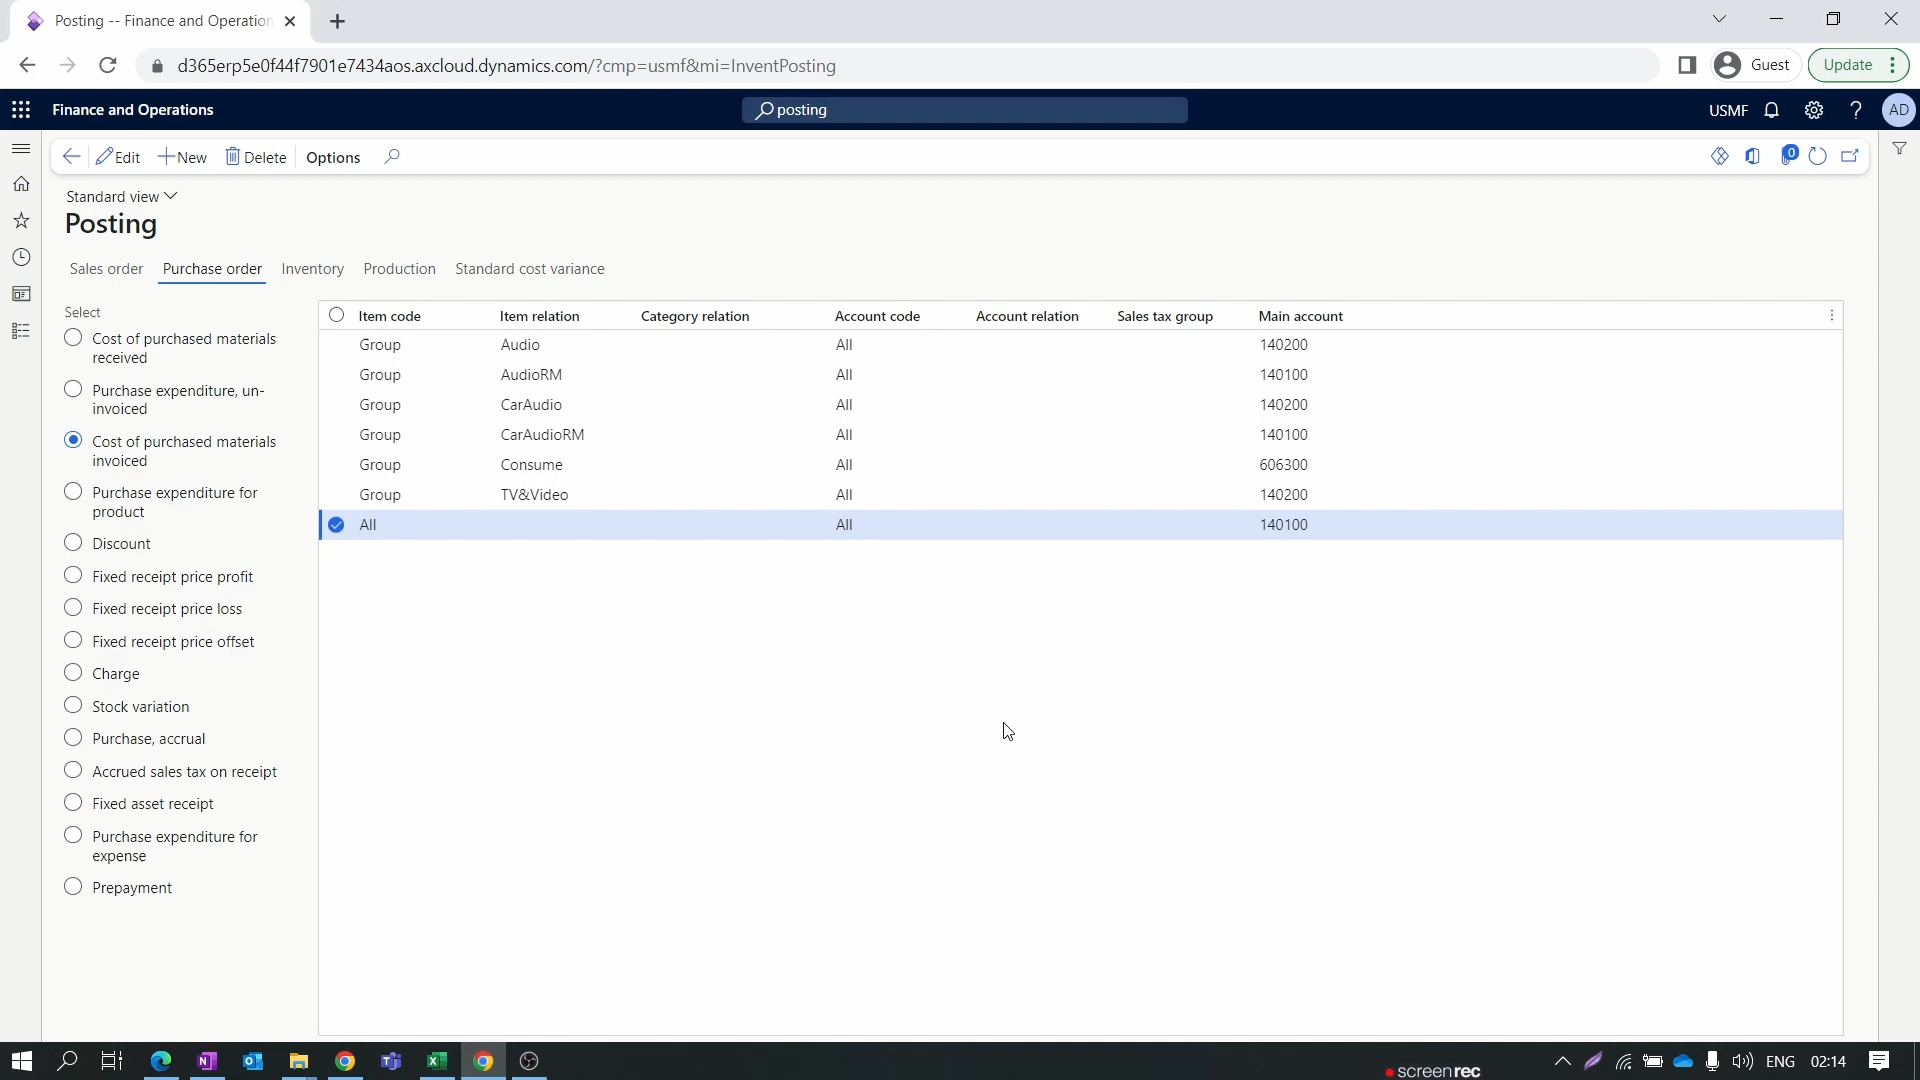 Posting -- Finance and Operation
d365erp5e0f44f7901e7434aos.axcloud.dynamics.com/?cmp=usmf&mi=InventPosting
Guest
Update
Finance and Operations
posting
USMF
?
AD
Edit
New
Delete
Options
0
Standard view
Posting
Sales order
Purchase order
Inventory
Production
Standard cost variance
Select
Cost of purchased materials
received
Purchase expenditure, un-
invoiced
Cost of purchased materials
invoiced
Purchase expenditure for
product
Discount
Fixed receipt price profit
Fixed receipt price loss
Fixed receipt price offset
Charge
Stock variation
Purchase, accrual
Accrued sales tax on receipt
Fixed asset receipt
Purchase expenditure for
expense
Prepayment
Item code Item relation Category relation Account code Account relation Sales tax group Main account
Group Audio All 140200
Group AudioRM All 140100
Group CarAudio All 140200
Group CarAudioRM All 140100
Group Consume All 606300
Group TV&Video All 140200
All All 140100
screenrec
ENG
02:14